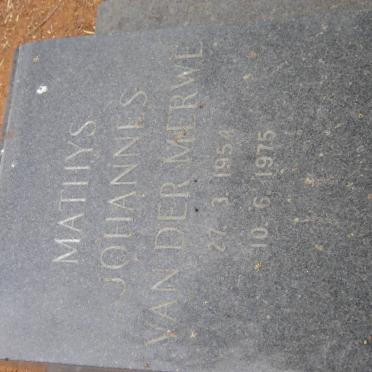 MATHYS
JOHANNES
VAN DER MERWE
27 3 1954
10 6 1975